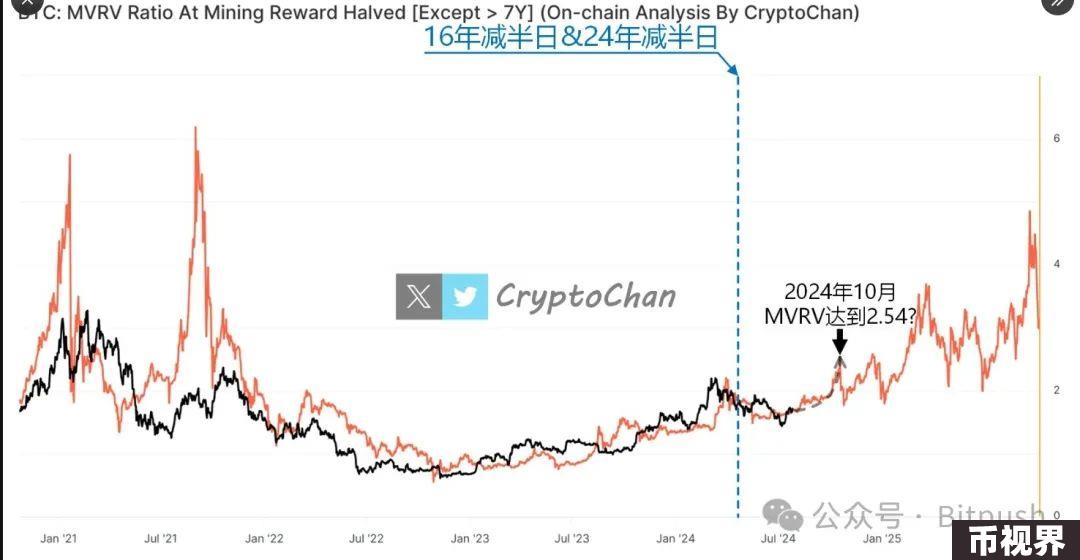 BTC: MVRV Ratio At Mining Reward Halved [Except > 7Y] (On-chain Analysis By CryptoChan)
16年减半日&24年减半日
6
CryptoChan
4
2024年10月
MVRV达到2.54?
2
公众号 · Bitpush
0
Jan '21 Jul '21 Jan '22 Jul '22 Jan '23 Jul '23 Jan '24 Jul '24 Jan '25
币视界